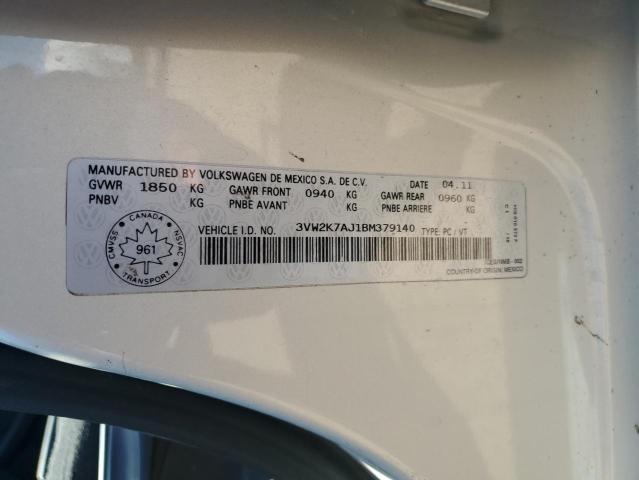 MANUFACTURED BY VOLKSWAGEN DE MEXICO S.A. DE C.V. DATE 04.11
GVWR 1850 KG GAWR FRONT 0940 KG GAWR REAR 0960 KG
PNBV KG PNBE AVANT KG PNBE ARRIERE KG
CANADA
CMVSS 961 NSVAC
TRANSPORT
VEHICLE I.D. NO. 3VW2K7AJ1BM379140 TYPE: PC / VT
COUNTRY OF ORIGIN: MEXICO